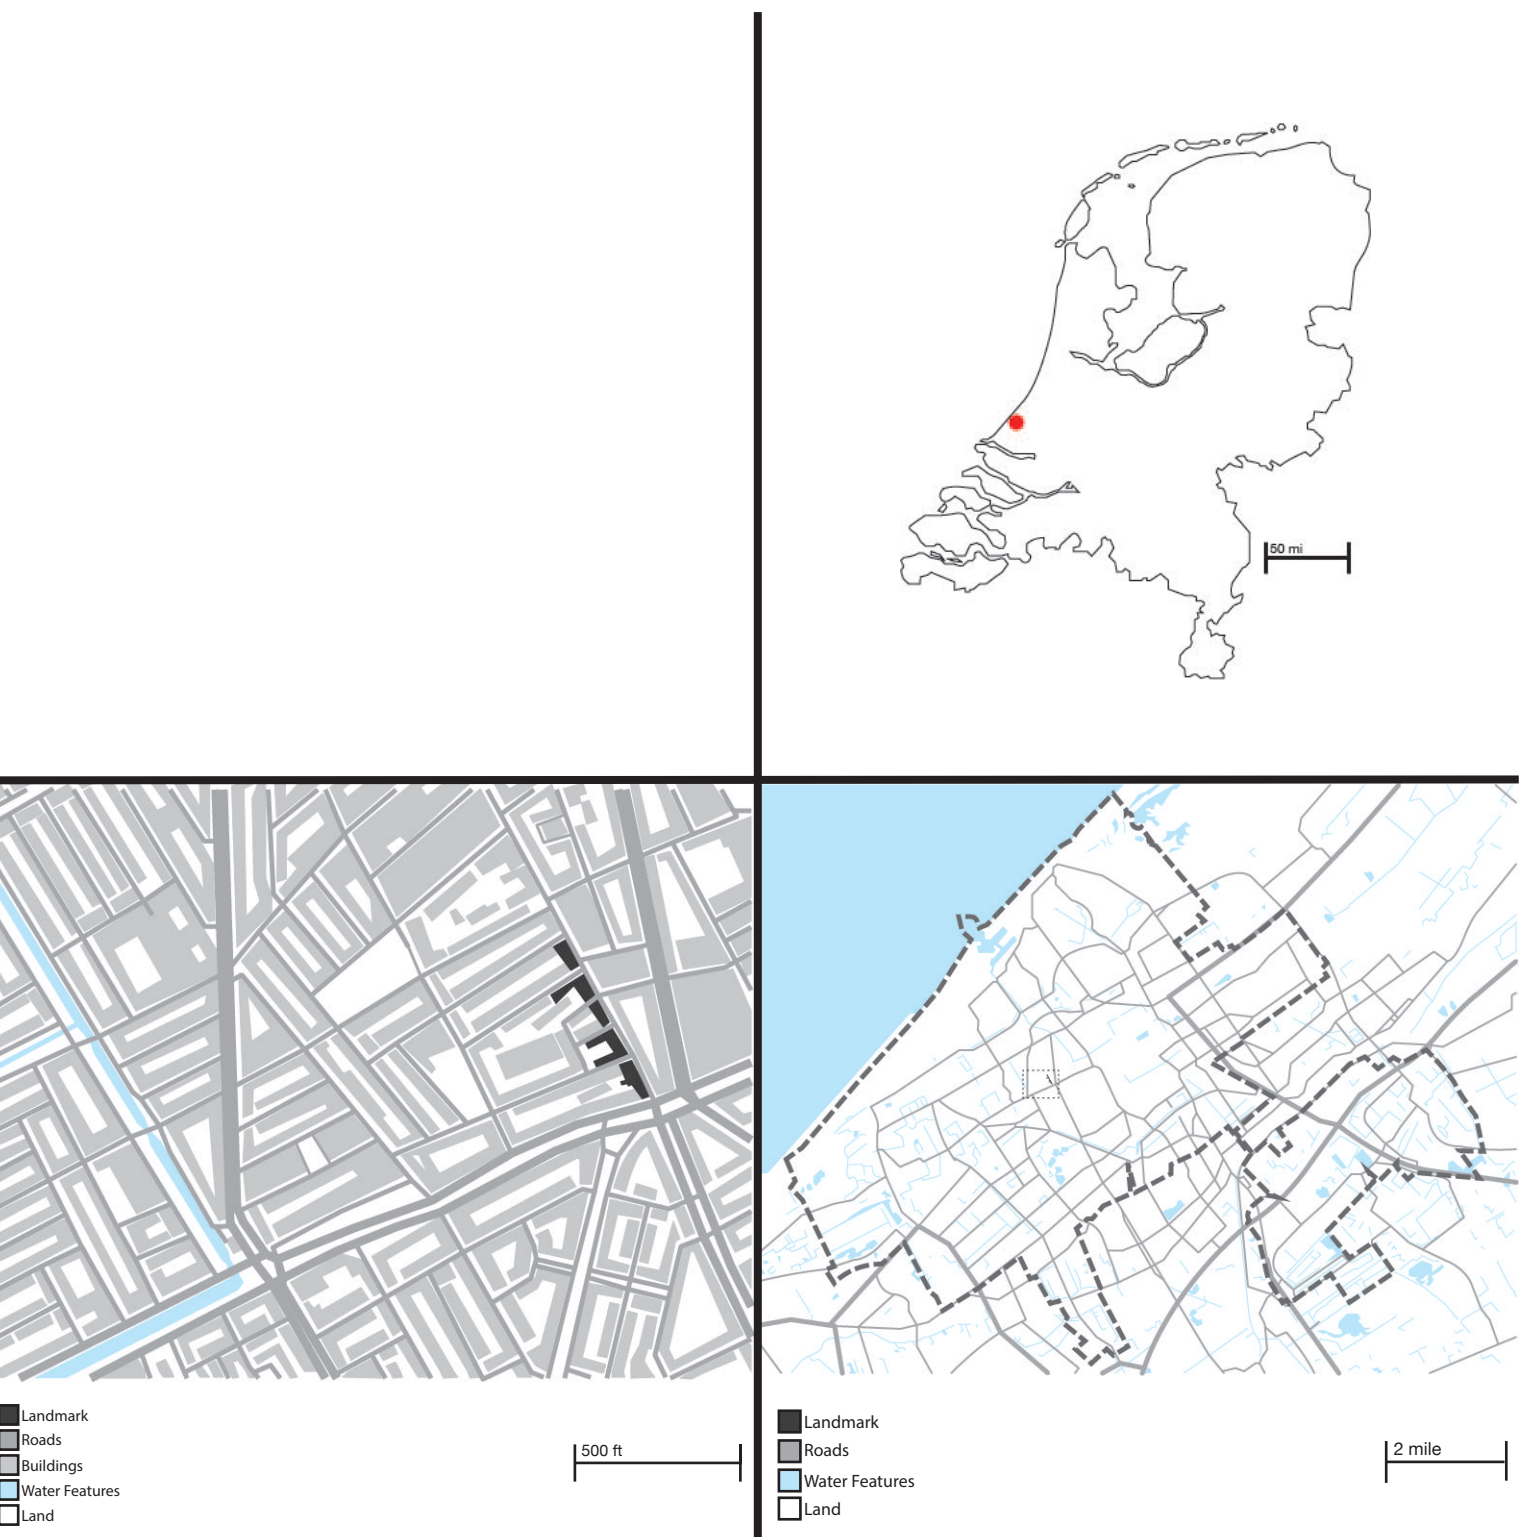 50 mi
Landmark
Roads
Buildings
Water Features
Land
500 ft
Landmark
Roads
Water Features
Land
2 mile